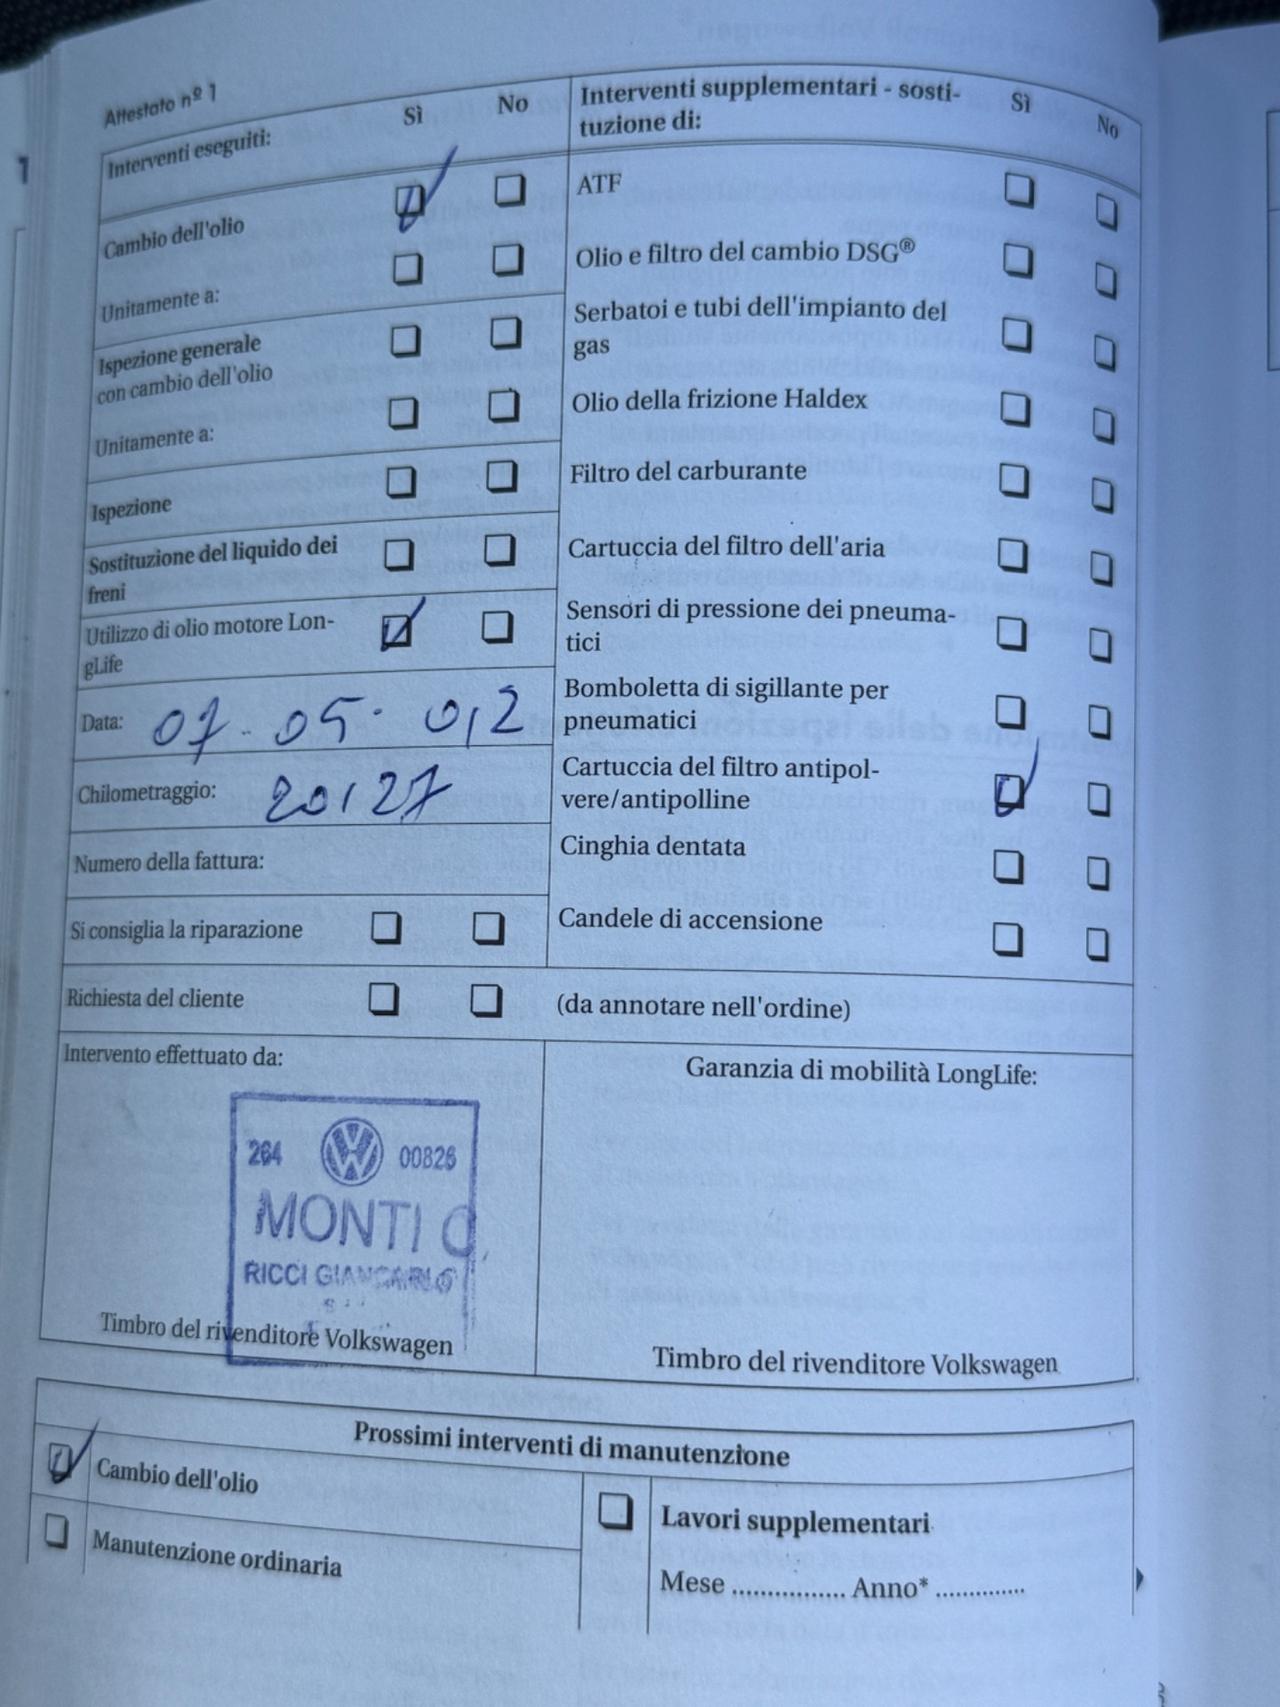 1
Attestato nº 1
Interventi eseguiti:
Sì
No
Cambio dell'olio
Unitamente a:
Ispezione generale
con cambio dell'olio
Unitamente a:
Ispezione
Sostituzione del liquido dei
freni
Utilizzo di olio motore Lon-
gLife
Data: 07.05.012
Chilometraggio: 20127
Numero della fattura:
Si consiglia la riparazione
Richiesta del cliente
(da annotare nell'ordine)
Interventi supplementari - sosti-
tuzione di:
Sì
No
ATF
Olio e filtro del cambio DSG®
Serbatoi e tubi dell'impianto del
gas
Olio della frizione Haldex
Filtro del carburante
Cartuccia del filtro dell'aria
Sensori di pressione dei pneuma-
tici
Bomboletta di sigillante per
pneumatici
Cartuccia del filtro antipol-
vere/antipolline
Cinghia dentata
Candele di accensione
Intervento effettuato da:
264 00826
MONTI
RICCI GIANCARLO
Timbro del rivenditore Volkswagen
Garanzia di mobilità LongLife:
Timbro del rivenditore Volkswagen
Prossimi interventi di manutenzione
Cambio dell'olio
Manutenzione ordinaria
Lavori supplementari
Mese ................ Anno* ..............